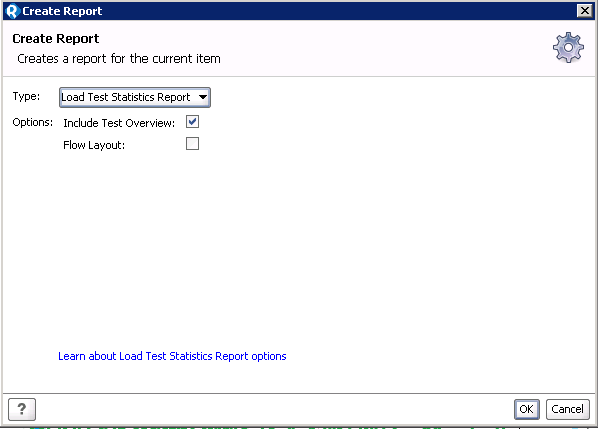 Create Report
Create Report
Creates a report for the current item
Type: Load Test Statistics Report
Options: Include Test Overview:
Flow Layout:
Learn about Load Test Statistics Report options
? OK Cancel